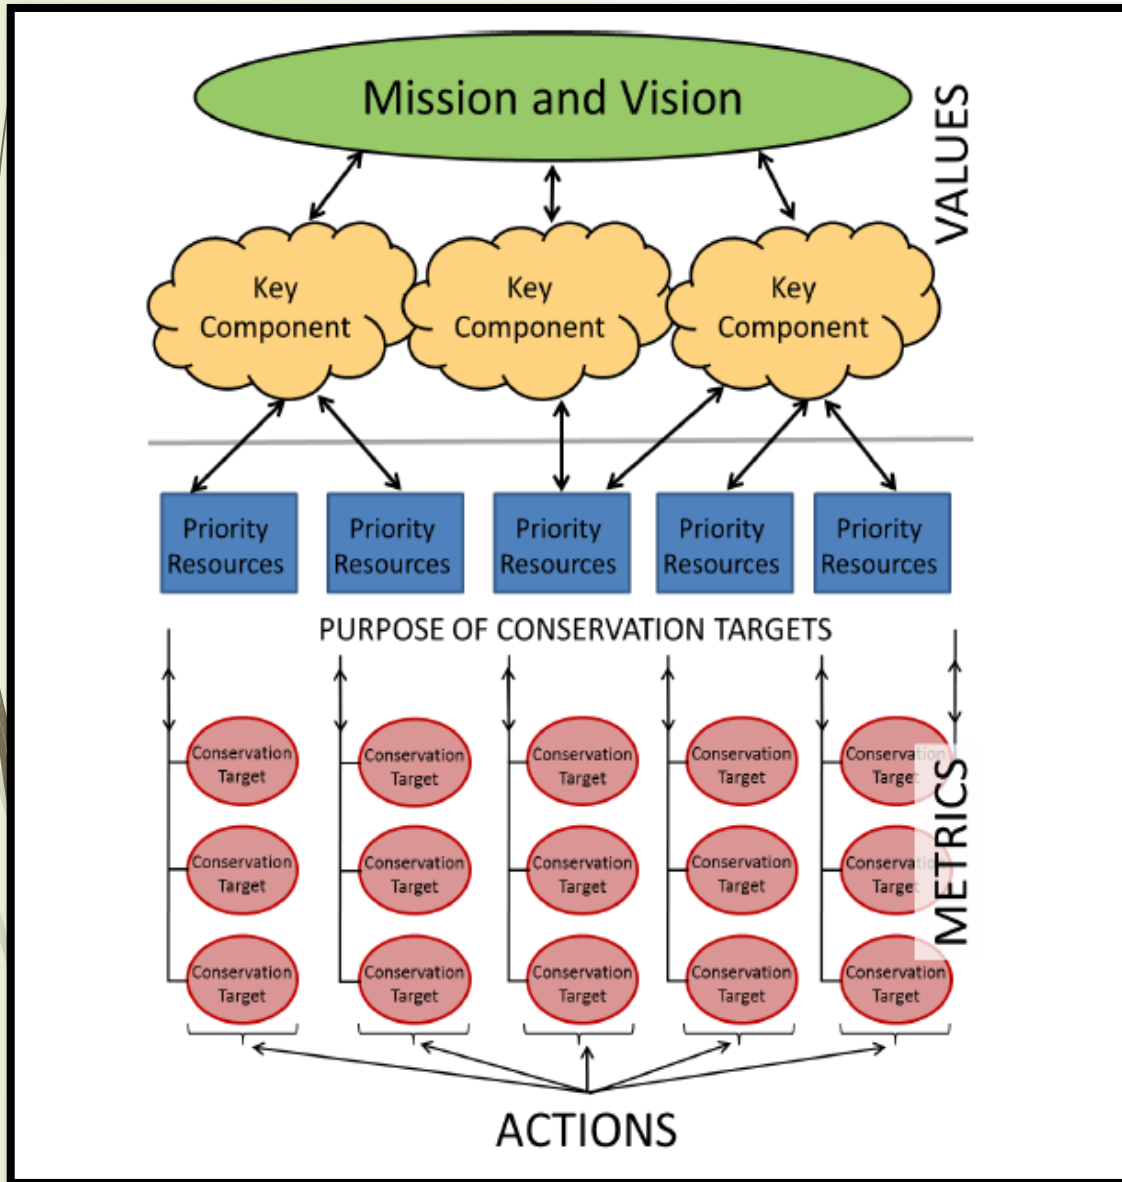 Mission and Vision
VALUES
Key
Component
Key
Component
Key
Component
Priority
Resources
Priority
Resources
Priority
Resources
Priority
Resources
Priority
Resources
PURPOSE OF CONSERVATION TARGETS
Conservation
Target
Conservation
Target
Conservation
Target
Conservation
Target
Conservation
Target
METRICS
Conservation
Target
Conservation
Target
Conservation
Target
Conservation
Target
Conservation
Target
Conservation
Target
Conservation
Target
Conservation
Target
Conservation
Target
Conservation
Target
ACTIONS